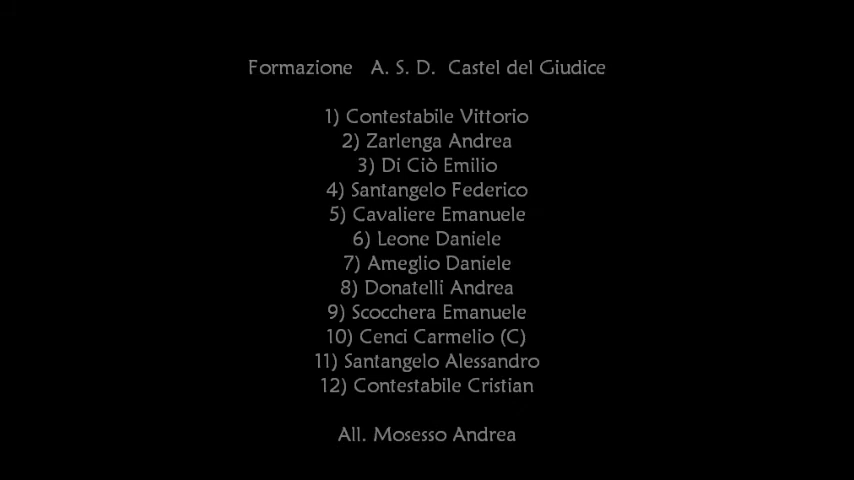 Formazione A. S. D. Castel del Giudice
1) Contestabile Vittorio
2) Zarlenga Andrea
3) Di Ciò Emilio
4) Santangelo Federico
5) Cavaliere Emanuele
6) Leone Daniele
7) Ameglio Daniele
8) Donatelli Andrea
9) Scocchera Emanuele
10) Cenci Carmelio (C)
11) Santangelo Alessandro
12) Contestabile Cristian
All. Mosesso Andrea